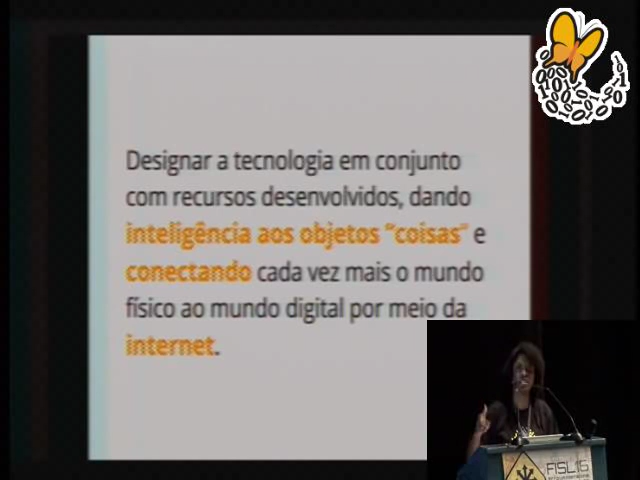 Designar a tecnologia em conjunto
com recursos desenvolvidos, dando
inteligência aos objetos "coisas" e
conectando cada vez mais o mundo
físico ao mundo digital por meio da
internet.
FISL16